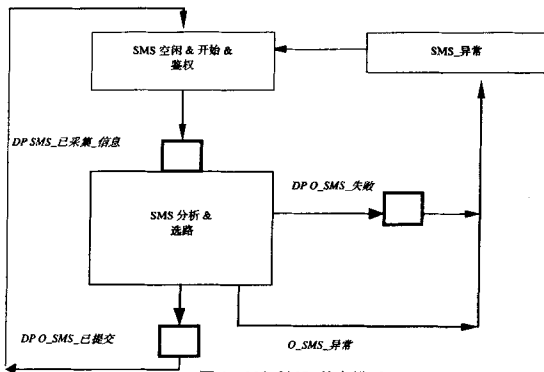 SMS 空闲 & 开始 &
鉴权
SMS_异常
DP SMS_已采集_信息
DP O_SMS_失败
SMS 分析 &
选路
DP O_SMS_已提交
O_SMS_异常